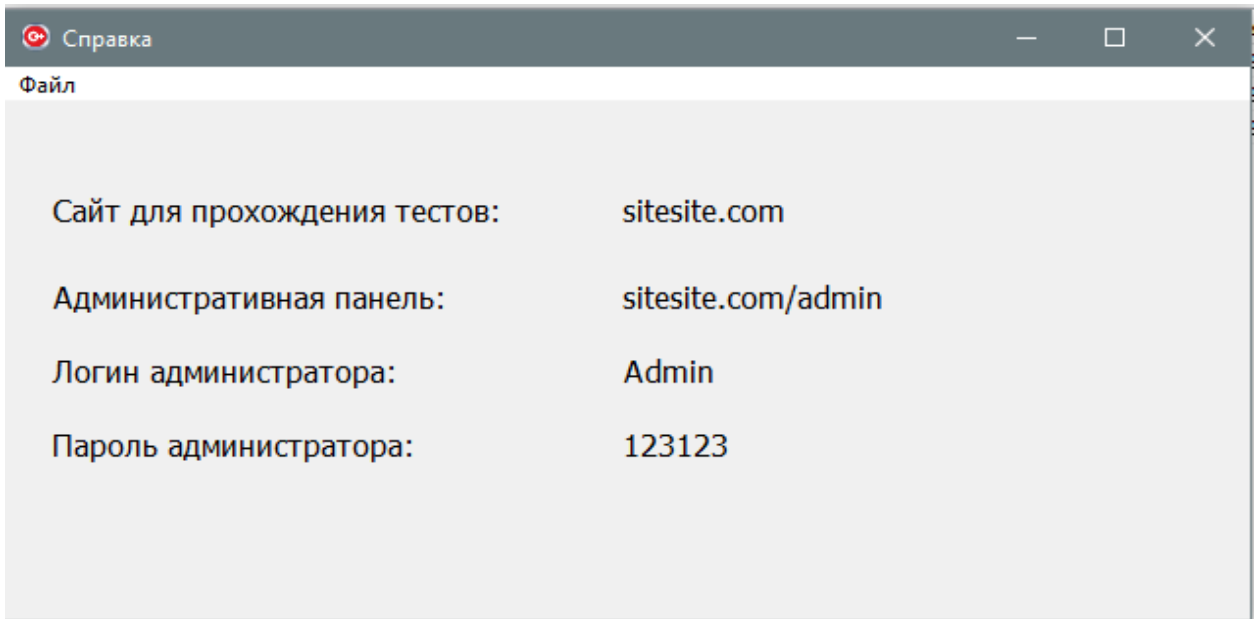 Справка
Файл
Сайт для прохождения тестов: sitesite.com
Административная панель: sitesite.com/admin
Логин администратора: Admin
Пароль администратора: 123123